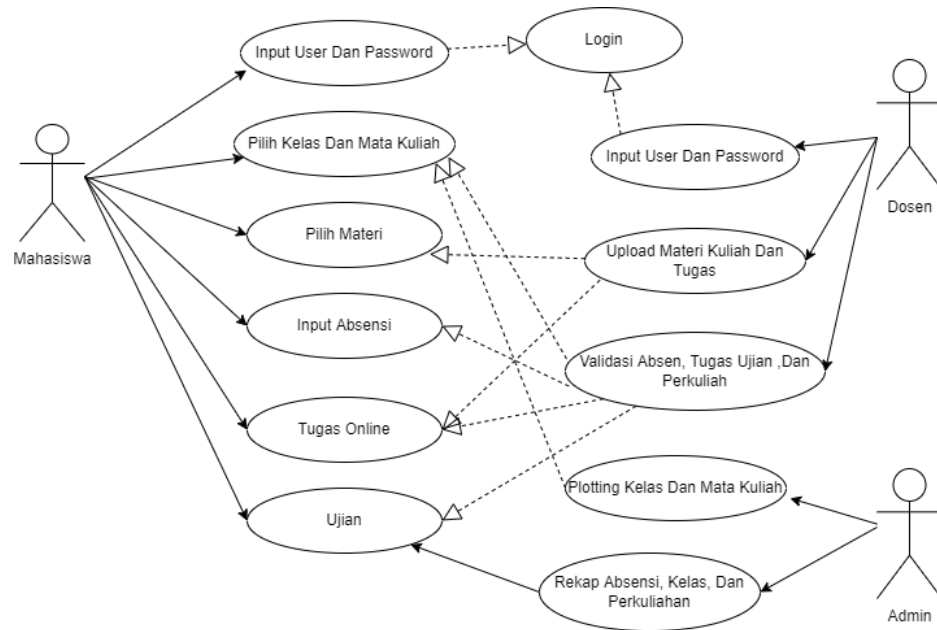 Input User Dan Password
Login
Pilih Kelas Dan Mata Kuliah
Input User Dan Password
Dosen
Mahasiswa
Pilih Materi
Upload Materi Kuliah Dan
Tugas
Input Absensi
Validasi Absen, Tugas Ujian ,Dan
Perkuliah
Tugas Online
Plotting Kelas Dan Mata Kuliah
Ujian
Rekap Absensi, Kelas, Dan
Perkuliahan
Admin